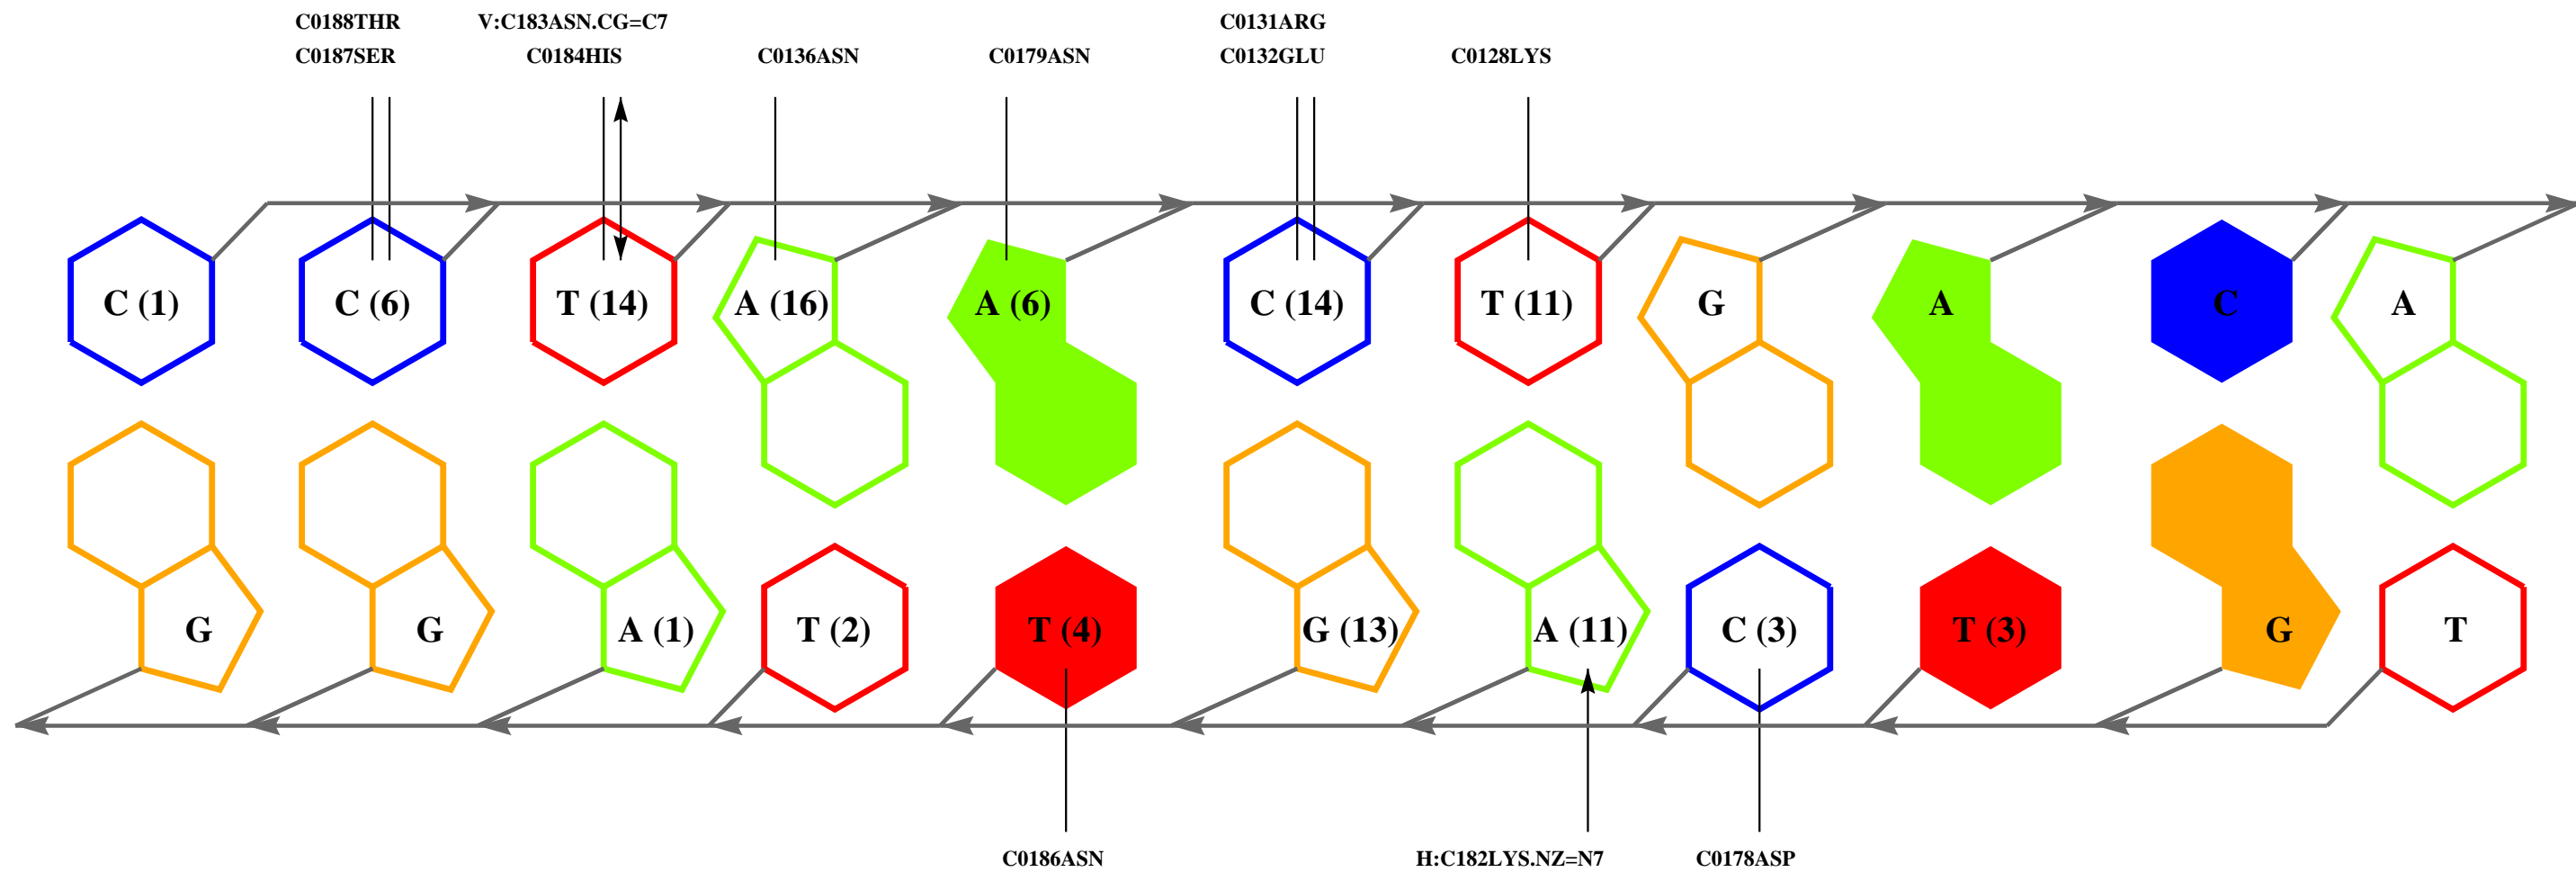 C0188THR V:C183ASN.CG=C7 C0131ARG
C0187SER C0184HIS C0136ASN C0179ASN C0132GLU C0128LYS
C (1) C (6) T (14) A (16) A (6) C (14) T (11) G A C A
G G A (1) T (2) T (4) G (13) A (11) C (3) T (3) G T
C0186ASN H:C182LYS.NZ=N7 C0178ASP